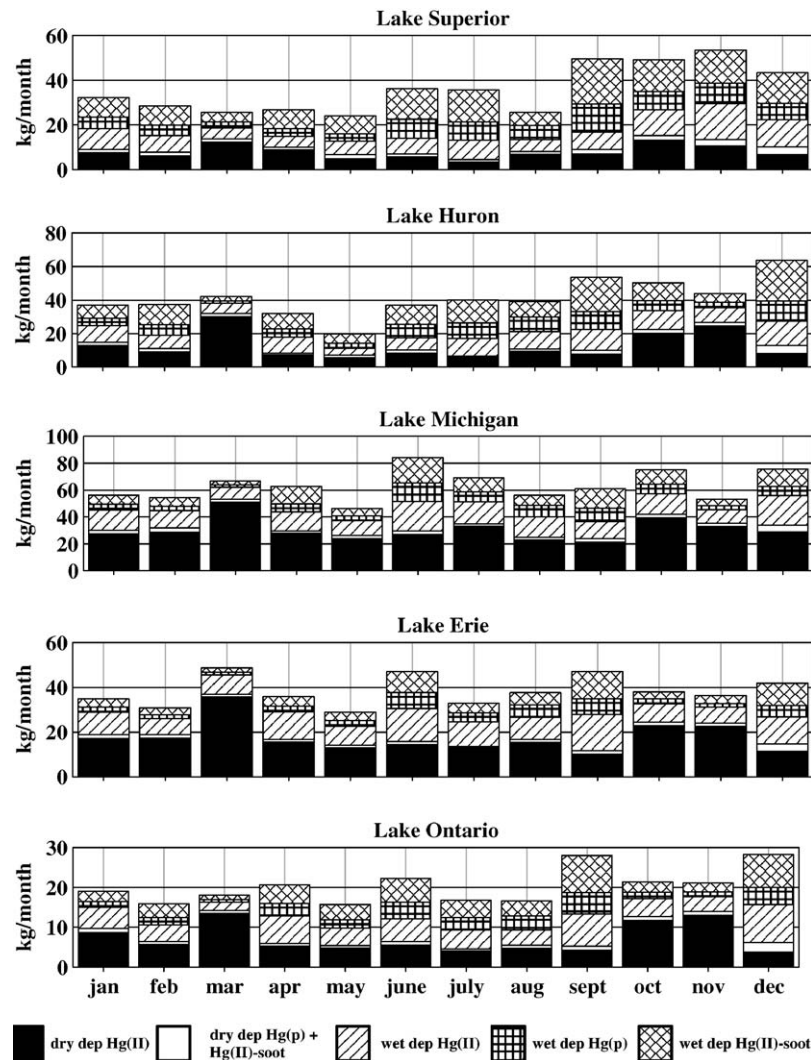 Lake Superior
60
40
20
0
kg/month
Lake Huron
80
60
40
20
0
kg/month
Lake Michigan
100
80
60
40
20
0
kg/month
Lake Erie
60
40
20
0
kg/month
Lake Ontario
30
20
10
0
kg/month
jan feb mar apr may june july aug sept oct nov dec
dry dep Hg(II) dry dep Hg(p) + Hg(II)-soot wet dep Hg(II) wet dep Hg(p) wet dep Hg(II)-soot